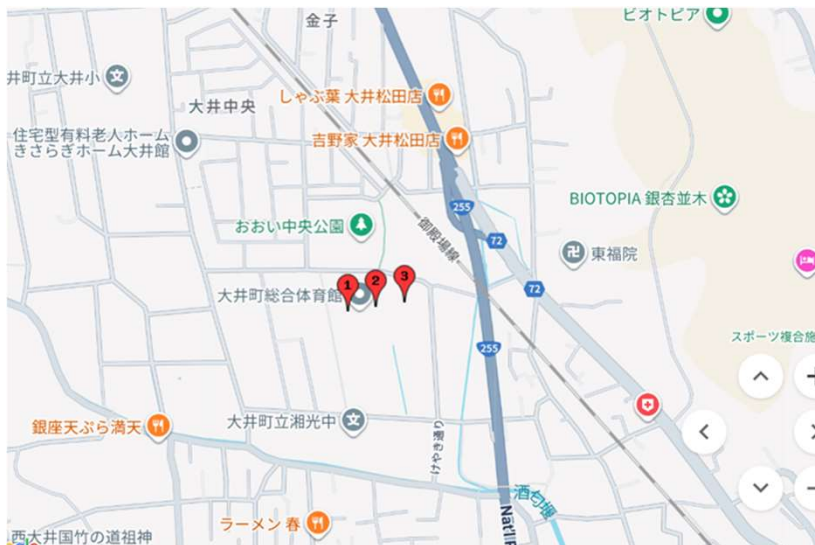 金子
ビオトピア
井町立大井小
しゃぶ葉 大井松田店
大井中央
住宅型有料老人ホーム
きさらぎホーム大井館
吉野家 大井松田店
BIOTOPIA 銀杏並木
255
おおい中央公園
御殿場線
72
東福院
大井町総合体育館
1
2
3
72
スポーツ複合施
255
銀座天ぷら満天
大井町立湘光中
けやき通り
酒匂堰
Nat'l R
ラーメン 春
西大井国竹の道祖神